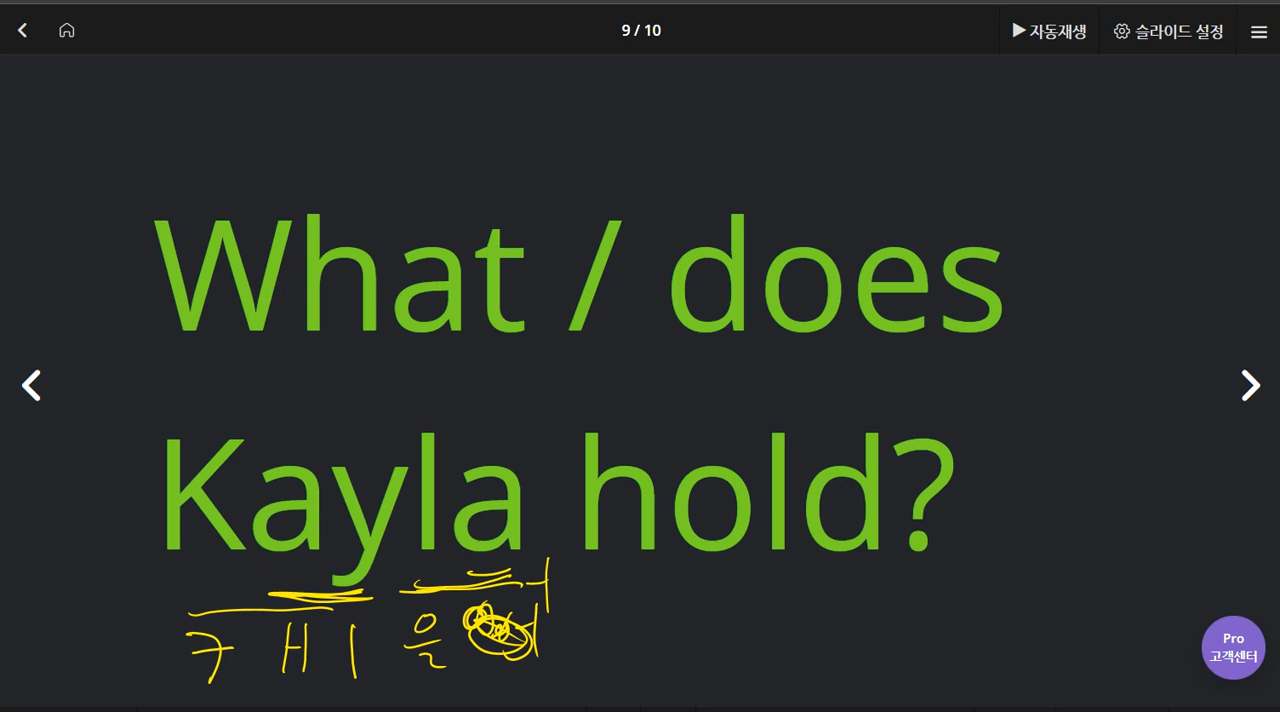 9 / 10
자동재생
슬라이드 설정
What / does
Kayla hold?
ㅋ ㅐ ㅣ 을 ㅓ
Pro
고객센터